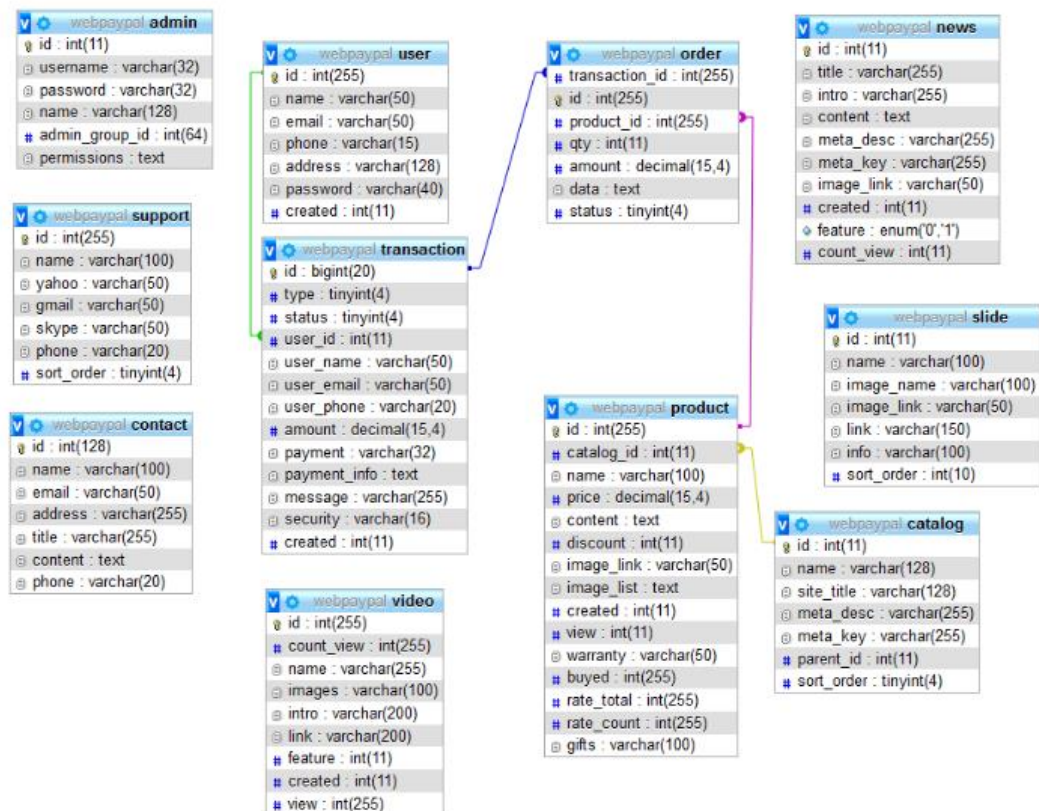 webpaypal admin
id : int(11)
username : varchar(32)
password : varchar(32)
name : varchar(128)
admin_group_id : int(64)
permissions : text
webpaypal support
id : int(255)
name : varchar(100)
yahoo : varchar(50)
gmail : varchar(50)
skype : varchar(50)
phone : varchar(20)
sort_order : tinyint(4)
webpaypal contact
id : int(128)
name : varchar(100)
email : varchar(50)
address : varchar(255)
title : varchar(255)
content : text
phone : varchar(20)
webpaypal user
id : int(255)
name : varchar(50)
email : varchar(50)
phone : varchar(15)
address : varchar(128)
password : varchar(40)
created : int(11)
webpaypal transaction
id : bigint(20)
type : tinyint(4)
status : tinyint(4)
user_id : int(11)
user_name : varchar(50)
user_email : varchar(50)
user_phone : varchar(20)
amount : decimal(15,4)
payment : varchar(32)
payment_info : text
message : varchar(255)
security : varchar(16)
created : int(11)
webpaypal video
id : int(255)
count_view : int(255)
name : varchar(255)
images : varchar(100)
intro : varchar(200)
link : varchar(200)
feature : int(11)
created : int(11)
view : int(255)
webpaypal order
transaction_id : int(255)
id : int(255)
product_id : int(255)
qty : int(11)
amount : decimal(15,4)
data : text
status : tinyint(4)
webpaypal product
id : int(255)
catalog_id : int(11)
name : varchar(100)
price : decimal(15,4)
content : text
discount : int(11)
image_link : varchar(50)
image_list : text
created : int(11)
view : int(11)
warranty : varchar(50)
buyed : int(255)
rate_total : int(255)
rate_count : int(255)
gifts : varchar(100)
webpaypal news
id : int(11)
title : varchar(255)
intro : varchar(255)
content : text
meta_desc : varchar(255)
meta_key : varchar(255)
image_link : varchar(50)
created : int(11)
feature : enum('0','1')
count_view : int(11)
webpaypal slide
id : int(11)
name : varchar(100)
image_name : varchar(100)
image_link : varchar(50)
link : varchar(150)
info : varchar(100)
sort_order : int(10)
webpaypal catalog
id : int(11)
name : varchar(128)
site_title : varchar(128)
meta_desc : varchar(255)
meta_key : varchar(255)
parent_id : int(11)
sort_order : tinyint(4)